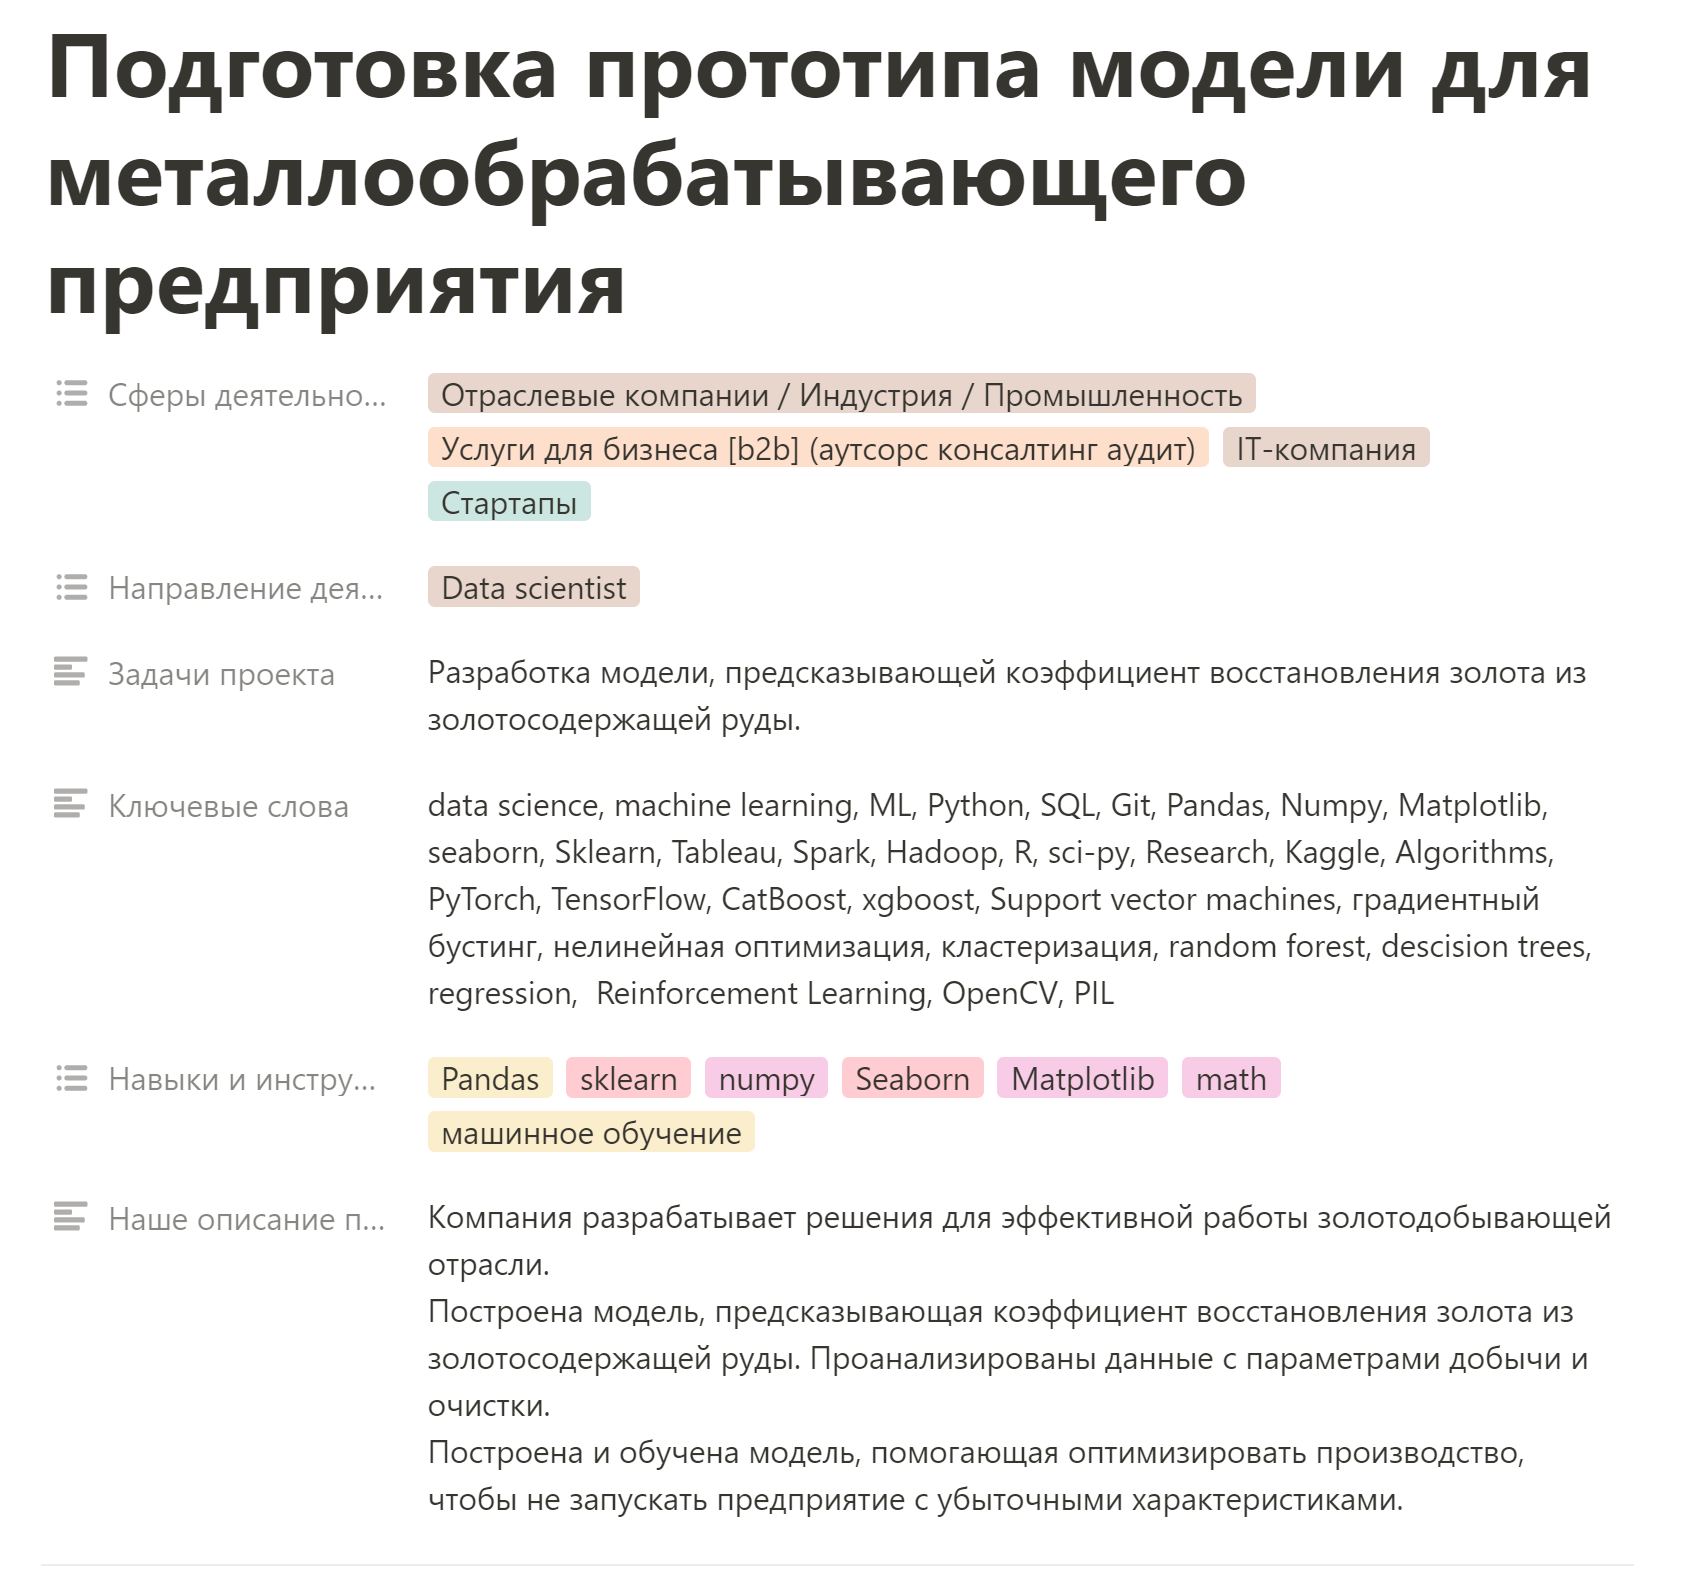 Подготовка прототипа модели для
металлообрабатывающего
предприятия
Сферы деятельно...
Отраслевые компании / Индустрия / Промышленность
Услуги для бизнеса [b2b] (аутсорс консалтинг аудит) IT-компания
Стартапы
Направление дея... Data scientist
Задачи проекта
Разработка модели, предсказывающей коэффициент восстановления золота из
золотосодержащей руды.
Ключевые слова
data science, machine learning, ML, Python, SQL, Git, Pandas, Numpy, Matplotlib,
seaborn, Sklearn, Tableau, Spark, Hadoop, R, sci-py, Research, Kaggle, Algorithms,
PyTorch, TensorFlow, CatBoost, xgboost, Support vector machines, градиентный
бустинг, нелинейная оптимизация, кластеризация, random forest, descision trees,
regression,  Reinforcement Learning, OpenCV, PIL
Навыки и инстру...
Pandas sklearn numpy Seaborn Matplotlib math
машинное обучение
Наше описание п...
Компания разрабатывает решения для эффективной работы золотодобывающей
отрасли.
Построена модель, предсказывающая коэффициент восстановления золота из
золотосодержащей руды. Проанализированы данные с параметрами добычи и
очистки.
Построена и обучена модель, помогающая оптимизировать производство,
чтобы не запускать предприятие с убыточными характеристиками.